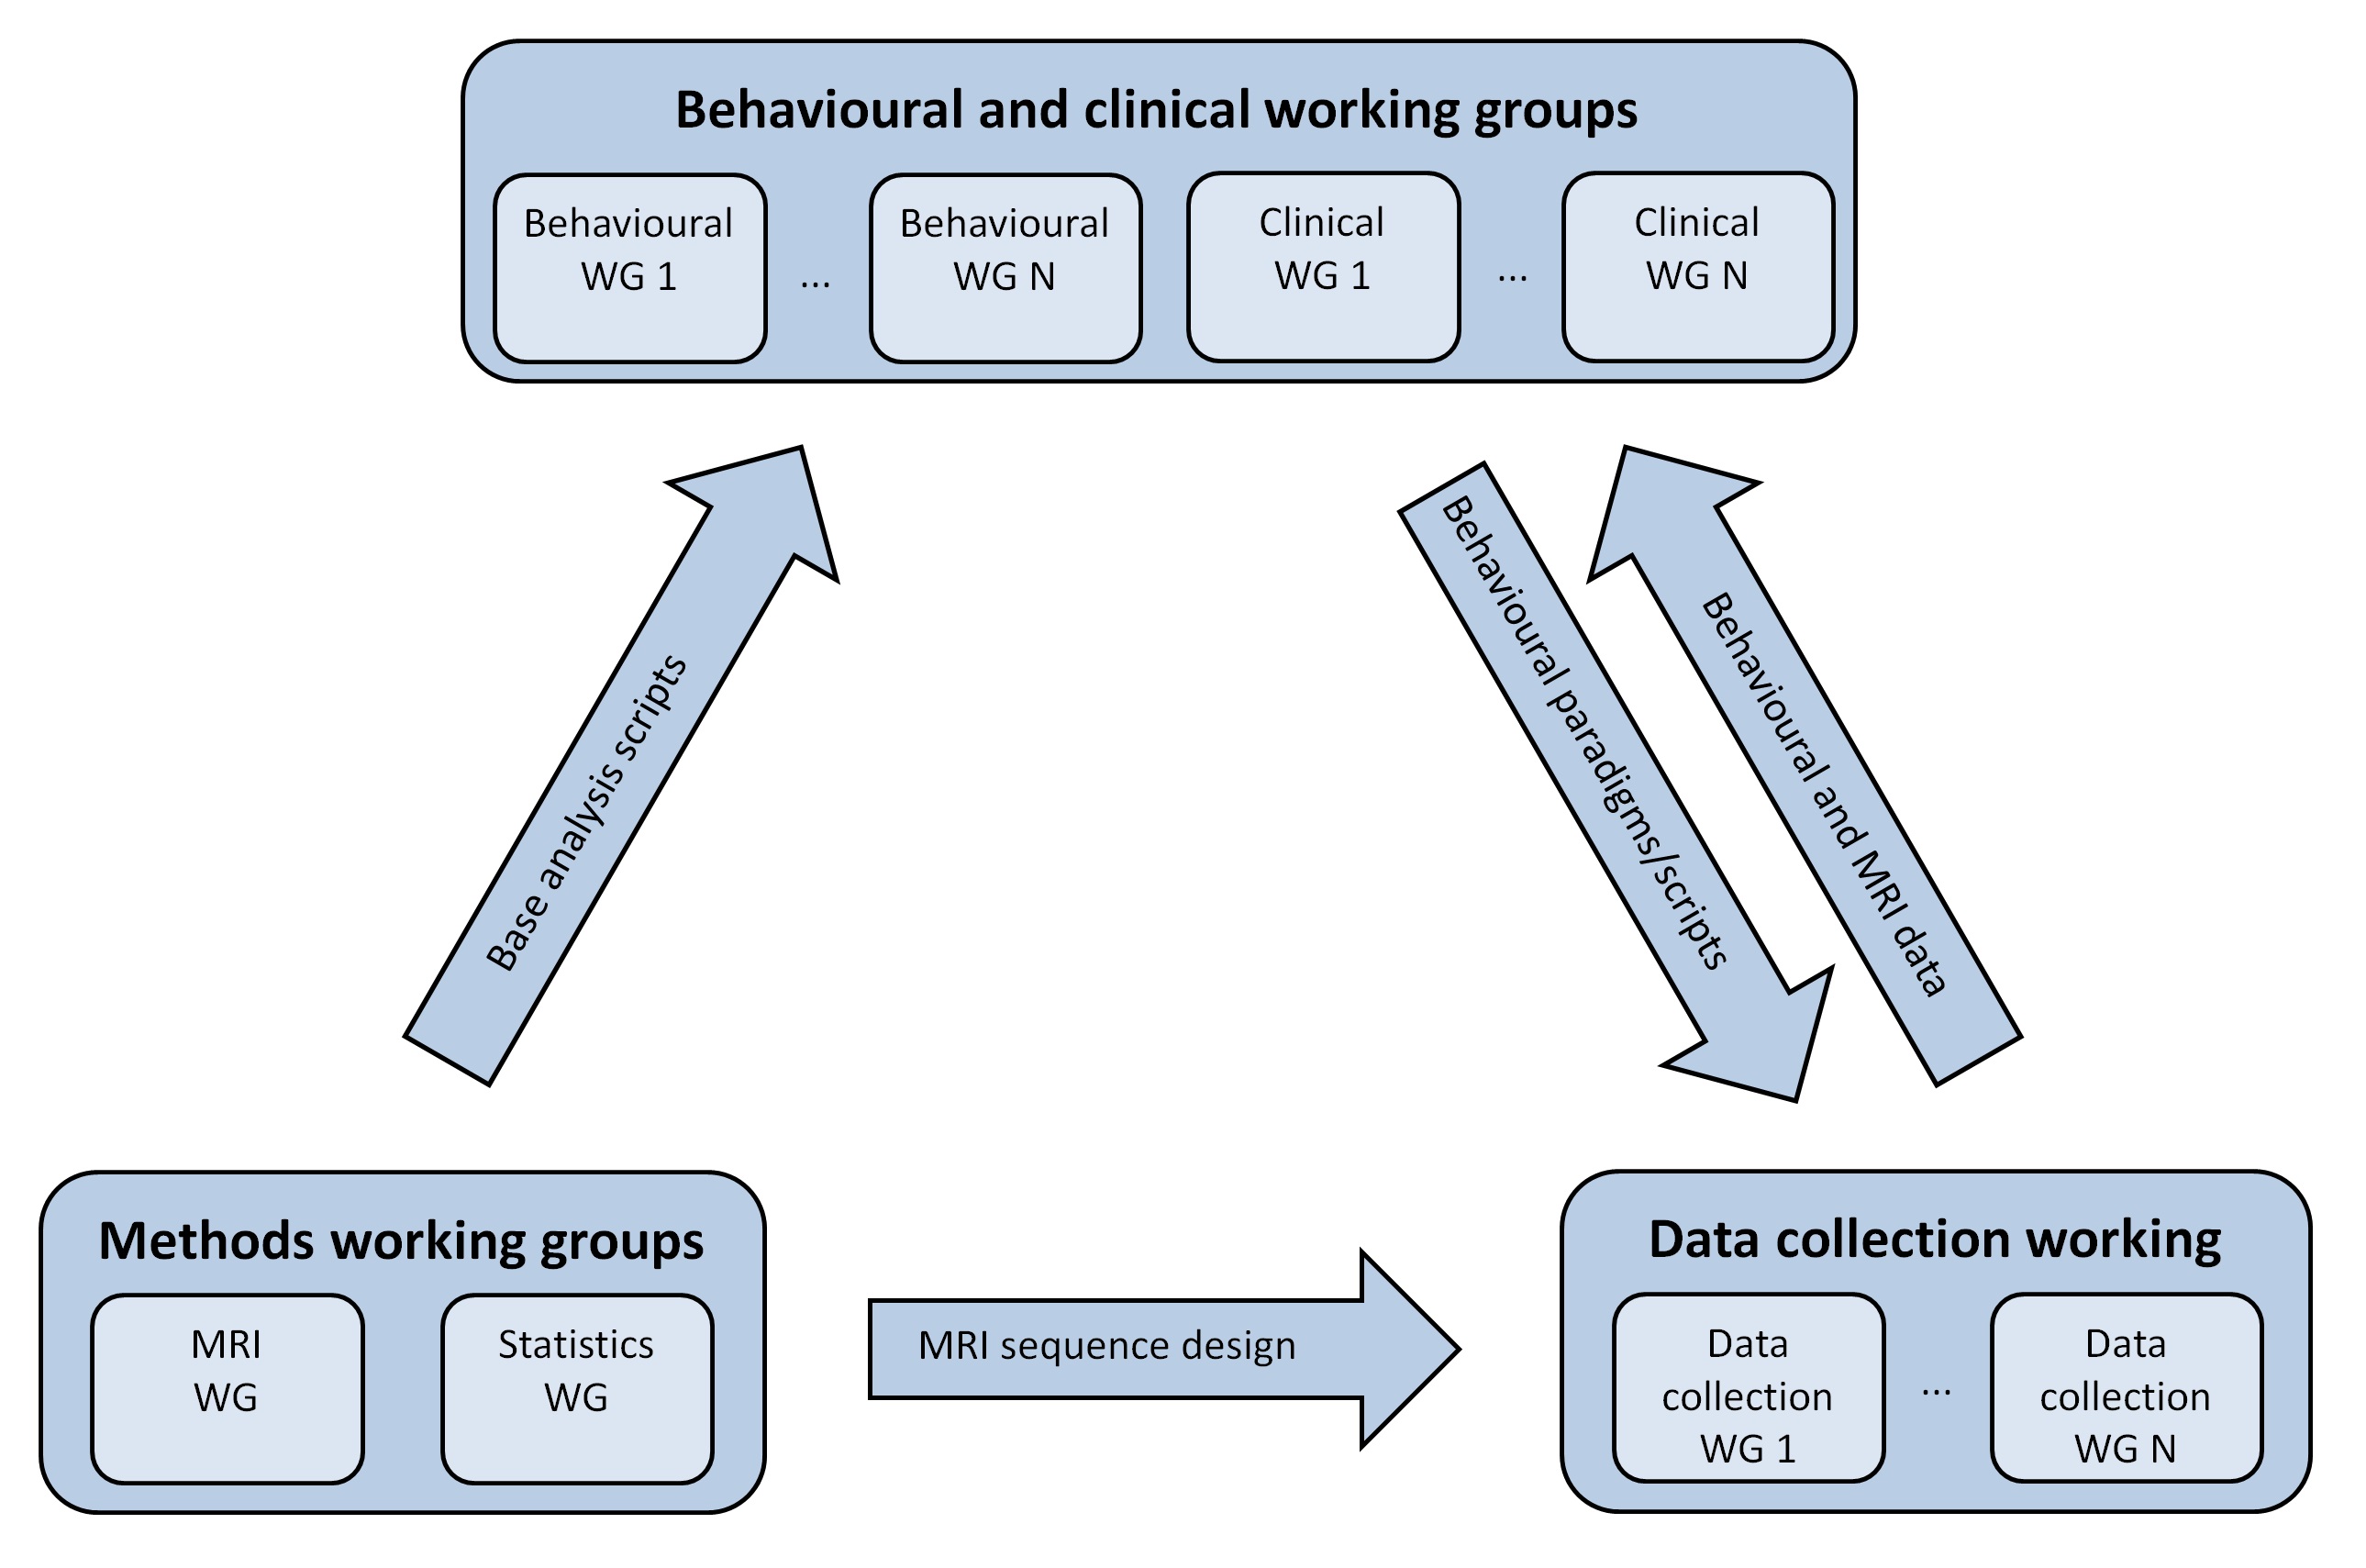 Behavioural and clinical working groups
Behavioural
WG 1
...
Behavioural
WG N
Clinical
WG 1
...
Clinical
WG N
Base analysis scripts
Behavioural paradigms/scripts
Behavioural and MRI data
Methods working groups
MRI
WG
Statistics
WG
MRI sequence design
Data collection working
Data
collection
WG 1
...
Data
collection
WG N